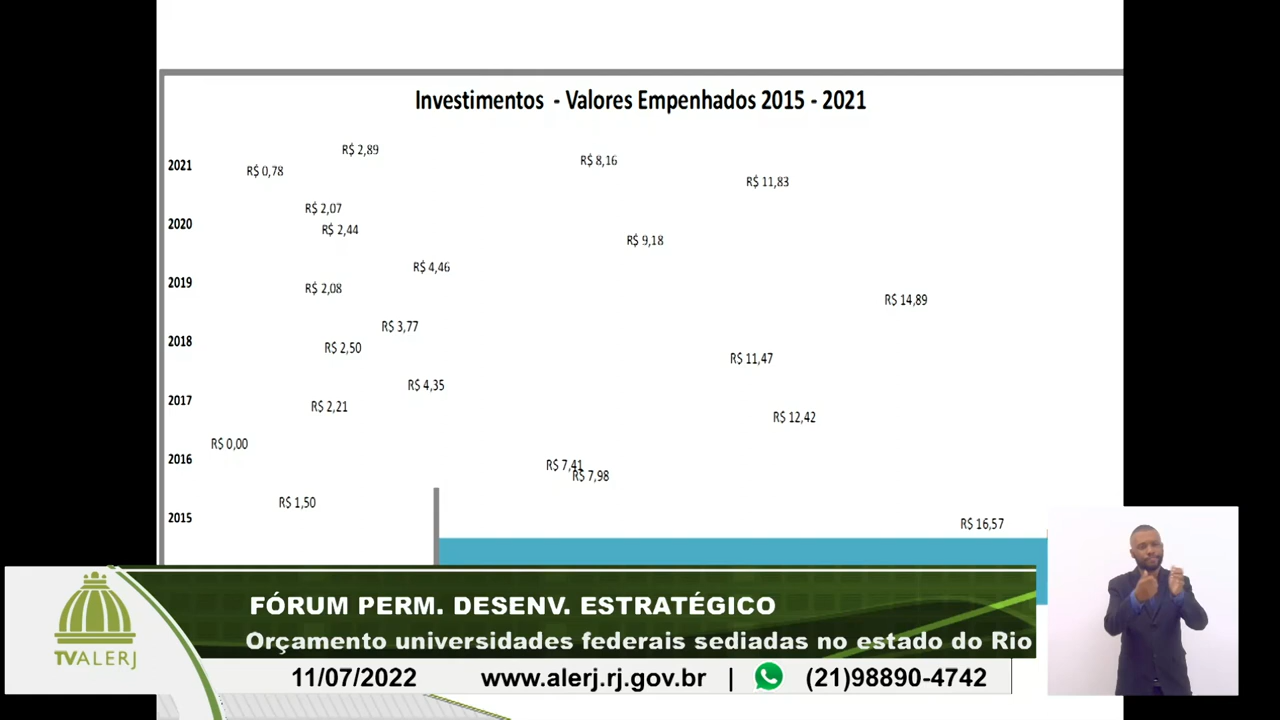 Investimentos - Valores Empenhados 2015 - 2021
R$ 2,89
R$ 8,16
2021
R$ 0,78
R$ 11,83
R$ 2,07
2020
R$ 2,44
R$ 9,18
R$ 4,46
2019
R$ 2,08
R$ 14,89
R$ 3,77
2018
R$ 2,50
R$ 11,47
R$ 4,35
2017
R$ 2,21
R$ 12,42
R$ 0,00
2016
R$ 7,41
R$ 7,98
R$ 1,50
2015
R$ 16,57
FÓRUM PERM. DESENV. ESTRATÉGICO
Orçamento universidades federais sediadas no estado do Rio
TVALERJ
11/07/2022 www.alerj.rj.gov.br | (21)98890-4742